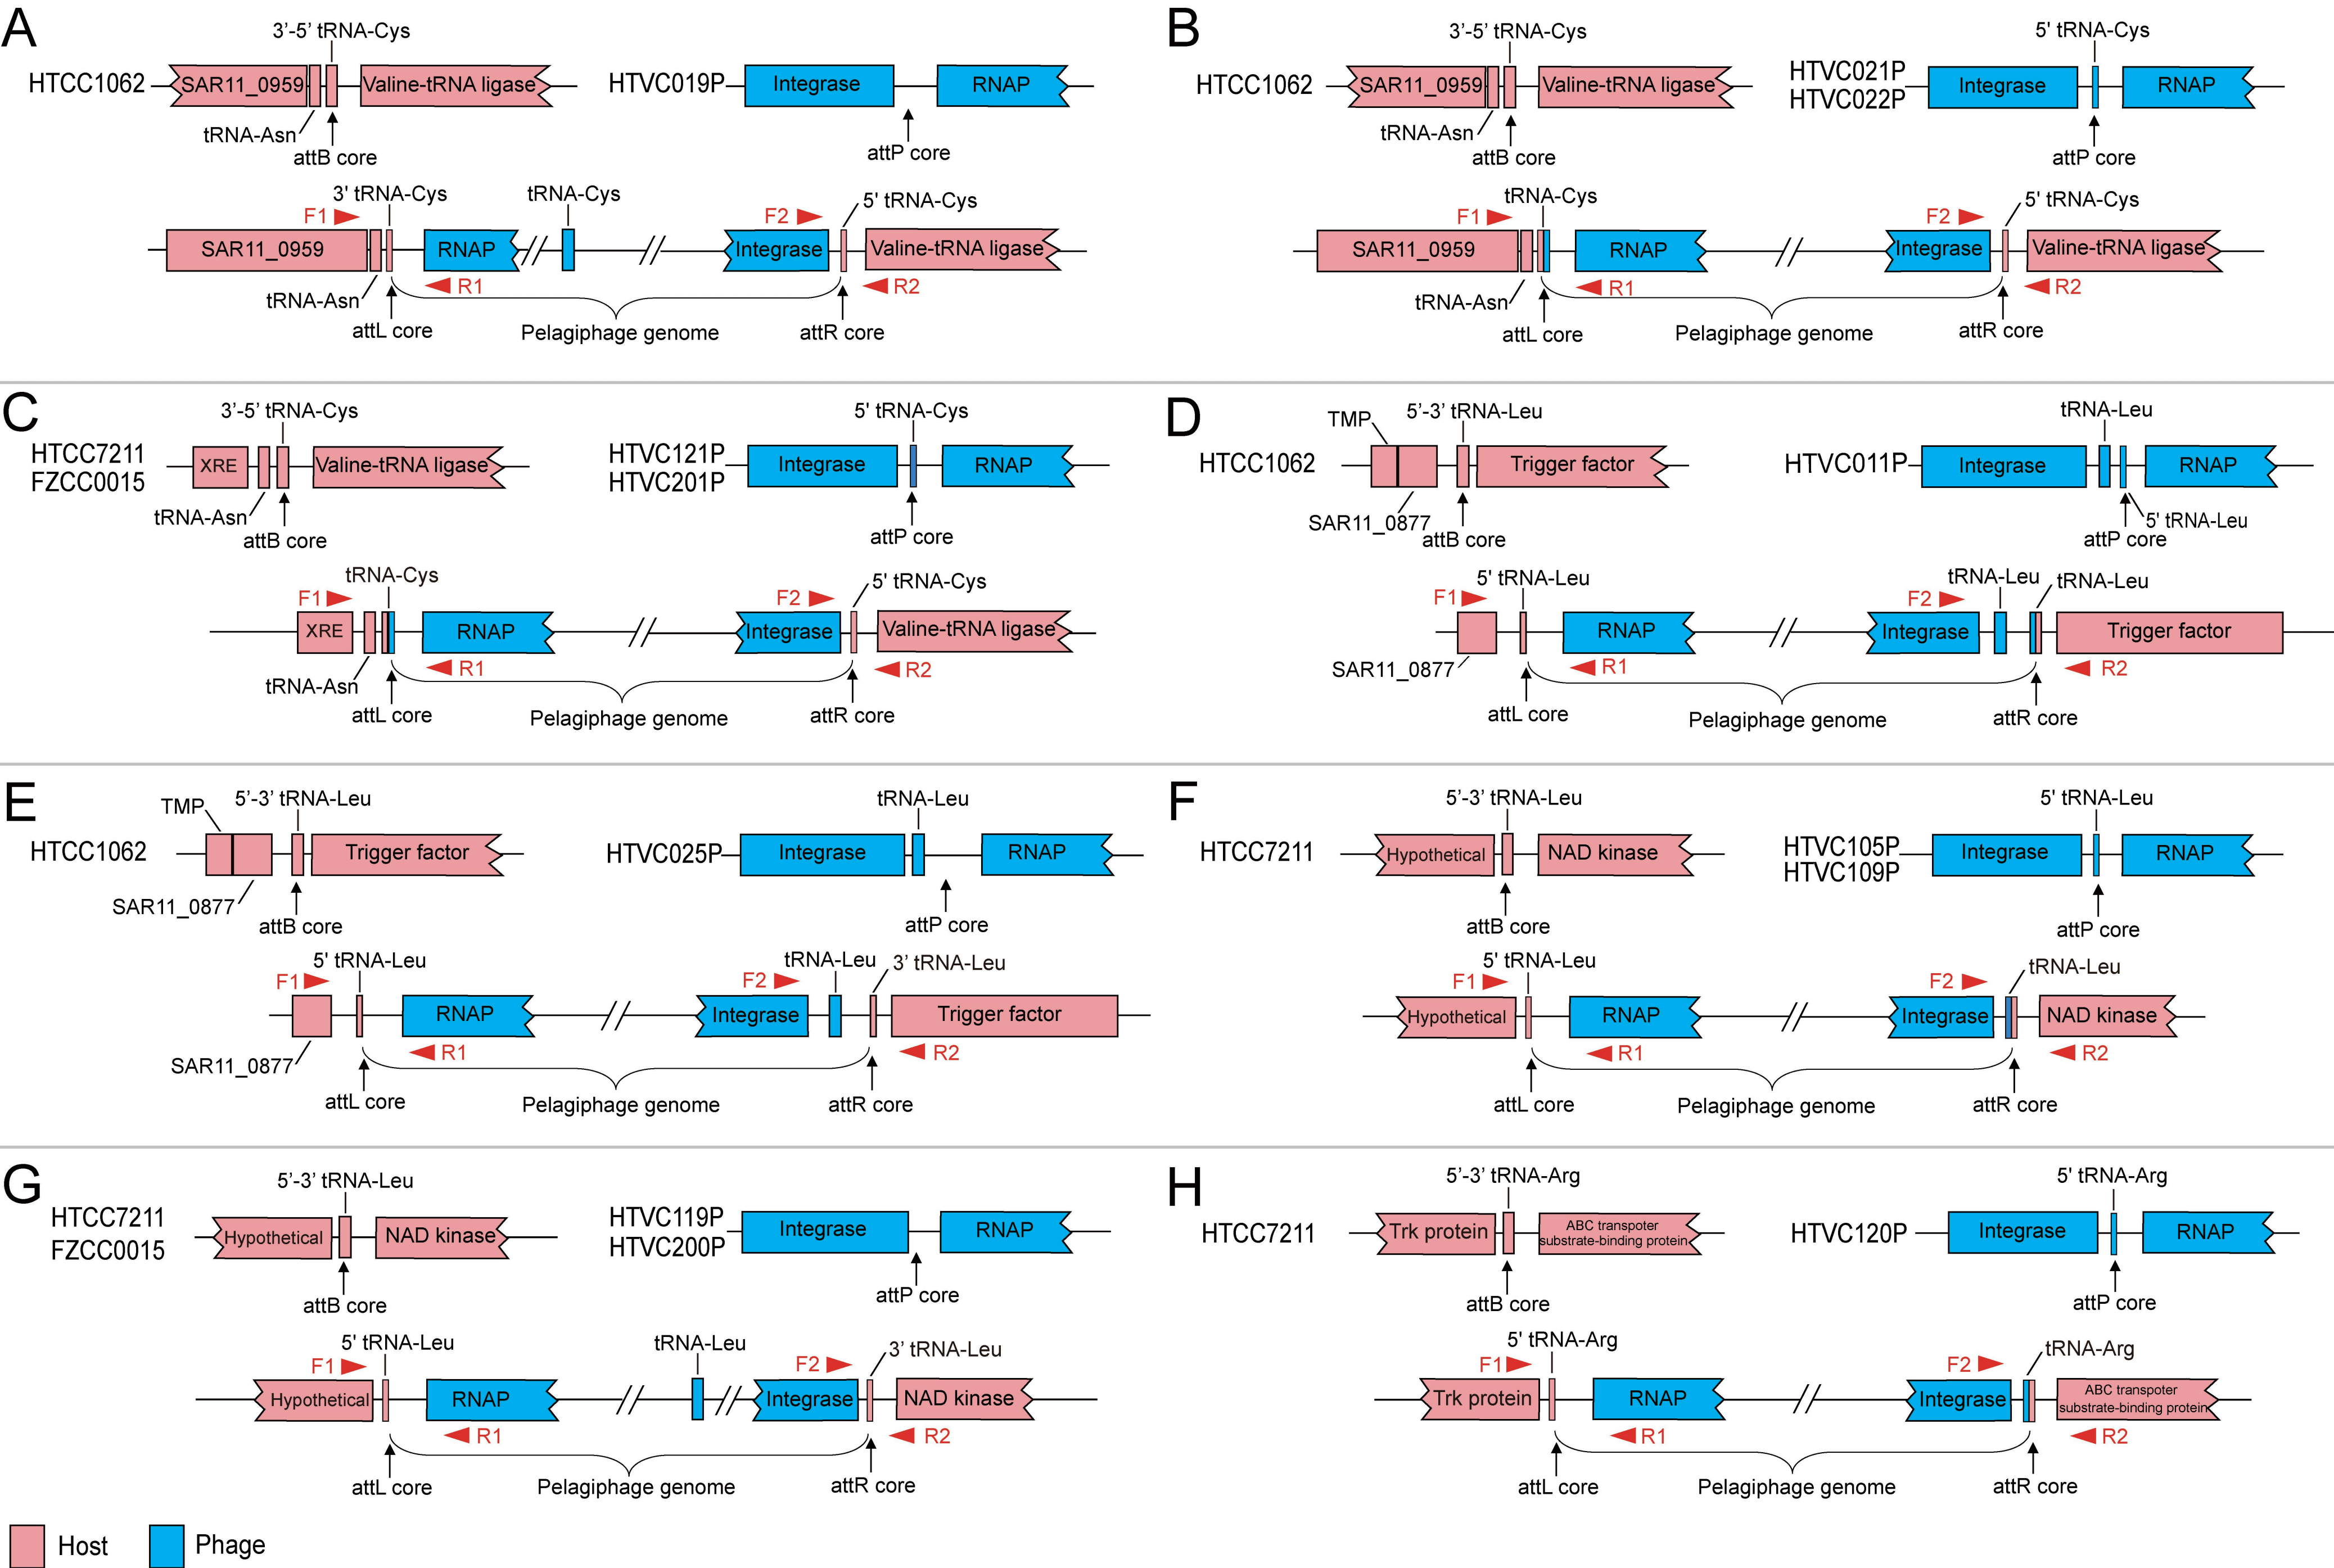 A
3'-5' tRNA-Cys
HTCC1062
SAR11_0959
Valine-tRNA ligase
tRNA-Asn
attB core
HTVC019P
Integrase
RNAP
attP core
3' tRNA-Cys
tRNA-Cys
5' tRNA-Cys
F1
F2
SAR11_0959
RNAP
Integrase
Valine-tRNA ligase
tRNA-Asn
R1
R2
attL core
Pelagiphage genome
attR core
B
3'-5' tRNA-Cys
HTCC1062
SAR11_0959
Valine-tRNA ligase
tRNA-Asn
attB core
5' tRNA-Cys
HTVC021P
HTVC022P
Integrase
RNAP
attP core
tRNA-Cys
5' tRNA-Cys
F1
F2
SAR11_0959
RNAP
Integrase
Valine-tRNA ligase
tRNA-Asn
R1
R2
attL core
Pelagiphage genome
attR core
C
3'-5' tRNA-Cys
HTCC7211
FZCC0015
XRE
Valine-tRNA ligase
tRNA-Asn
attB core
5' tRNA-Cys
HTVC121P
HTVC201P
Integrase
RNAP
attP core
tRNA-Cys
5' tRNA-Cys
F1
F2
XRE
RNAP
Integrase
Valine-tRNA ligase
tRNA-Asn
R1
R2
attL core
Pelagiphage genome
attR core
D
TMP
5'-3' tRNA-Leu
HTCC1062
Trigger factor
SAR11_0877
attB core
tRNA-Leu
HTVC011P
Integrase
RNAP
5' tRNA-Leu
attP core
5' tRNA-Leu
tRNA-Leu
tRNA-Leu
F1
F2
RNAP
Integrase
Trigger factor
SAR11_0877
R1
R2
attL core
Pelagiphage genome
attR core
E
TMP
5'-3' tRNA-Leu
HTCC1062
Trigger factor
SAR11_0877
attB core
tRNA-Leu
HTVC025P
Integrase
RNAP
attP core
5' tRNA-Leu
tRNA-Leu
3' tRNA-Leu
F1
F2
RNAP
Integrase
Trigger factor
SAR11_0877
R1
R2
attL core
Pelagiphage genome
attR core
F
5'-3' tRNA-Leu
HTCC7211
Hypothetical
NAD kinase
attB core
5' tRNA-Leu
HTVC105P
HTVC109P
Integrase
RNAP
attP core
5' tRNA-Leu
tRNA-Leu
F1
F2
Hypothetical
RNAP
Integrase
NAD kinase
R1
R2
attL core
Pelagiphage genome
attR core
G
5'-3' tRNA-Leu
HTCC7211
FZCC0015
Hypothetical
NAD kinase
attB core
HTVC119P
HTVC200P
Integrase
RNAP
attP core
5' tRNA-Leu
tRNA-Leu
3' tRNA-Leu
F1
F2
Hypothetical
RNAP
Integrase
NAD kinase
R1
R2
attL core
Pelagiphage genome
attR core
H
5'-3' tRNA-Arg
HTCC7211
Trk protein
ABC transpoter
substrate-binding protein
attB core
5' tRNA-Arg
HTVC120P
Integrase
RNAP
attP core
5' tRNA-Arg
tRNA-Arg
F1
F2
Trk protein
RNAP
Integrase
ABC transpoter
substrate-binding protein
R1
R2
attL core
Pelagiphage genome
attR core
Host
Phage